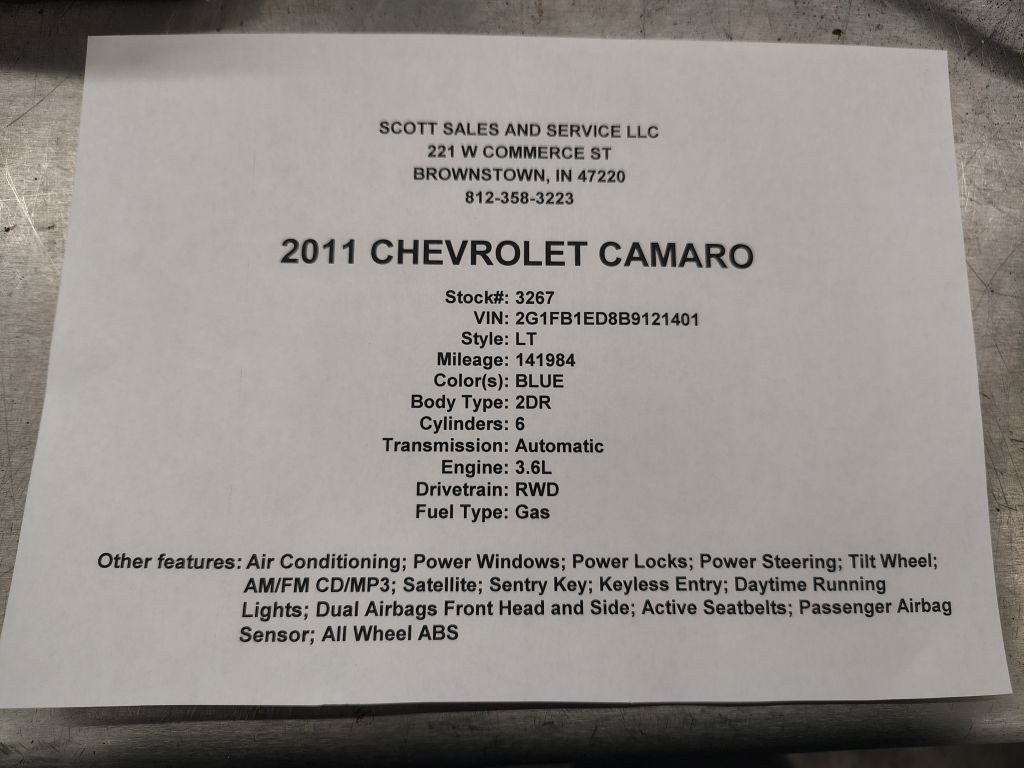 SCOTT SALES AND SERVICE LLC
221 W COMMERCE ST
BROWNSTOWN, IN 47220
812-358-3223
2011 CHEVROLET CAMARO
Stock#: 3267
VIN: 2G1FB1ED8B9121401
Style: LT
Mileage: 141984
Color(s): BLUE
Body Type: 2DR
Cylinders: 6
Transmission: Automatic
Engine: 3.6L
Drivetrain: RWD
Fuel Type: Gas
Other features: Air Conditioning; Power Windows; Power Locks; Power Steering; Tilt Wheel;
AM/FM CD/MP3; Satellite; Sentry Key; Keyless Entry; Daytime Running
Lights; Dual Airbags Front Head and Side; Active Seatbelts; Passenger Airbag
Sensor; All Wheel ABS